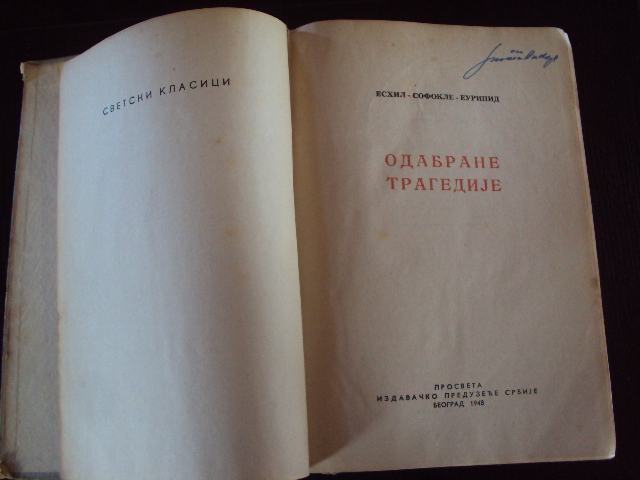 СВЕТСКИ КЛАСИЦИ
ЕСХИЛ - СОФОКЛЕ - ЕУРИПИД
ОДАБРАНЕ
ТРАГЕДИЈЕ
ПРОСВЕТА
ИЗДАВАЧКО ПРЕДУЗЕЋЕ СРБИЈЕ
БЕОГРАД 1948